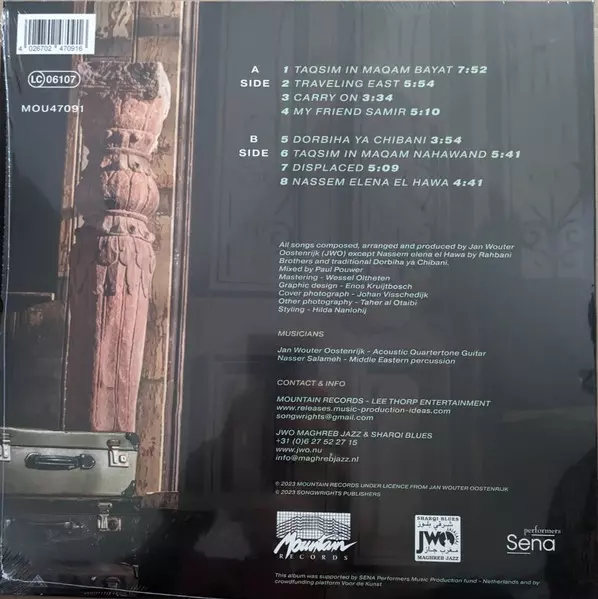 4 026702 470916
LC 06107
MOU47091
A SIDE
1 TAQSIM IN MAQAM BAYAT 7:52
2 TRAVELING EAST 5:54
3 CARRY ON 3:34
4 MY FRIEND SAMIR 5:10
B SIDE
5 DORBIHA YA CHIBANI 3:54
6 TAQSIM IN MAQAM NAHAWAND 5:41
7 DISPLACED 5:09
8 NASSEM ELENA EL HAWA 4:41
All songs composed, arranged and produced by Jan Wouter
Oostenrijk (JWO) except Nassem elena el Hawa by Rahbani
Brothers and traditional Dorbiha ya Chibani.
Mixed by Paul Pouwer
Mastering - Wessel Oltheten
Graphic design - Enos Kruijtbosch
Cover photograph - Johan Visschedijk
Other photography - Taher al Otaibi
Styling - Hilda Nanlohij
MUSICIANS
Jan Wouter Oostenrijk - Acoustic Quartertone Guitar
Nasser Salameh - Middle Eastern percussion
CONTACT & INFO
MOUNTAIN RECORDS - LEE THORP ENTERTAINMENT
www.releases.music-production-ideas.com
songwrights@gmail.com
JWO MAGHREB JAZZ & SHARQI BLUES
+31 (0)6 27 52 27 15
www.jwo.nu
info@maghrebjazz.nl
℗ 2023 MOUNTAIN RECORDS UNDER LICENCE FROM JAN WOUTER OOSTENRIJK
© 2023 SONGWRIGHTS PUBLISHERS
Mountain
RECORDS
SHARQI BLUES
شرقي بلوز
JWO
مغرب جاز
MAGHREB JAZZ
performers
Sena
This album was supported by SENA Performers Music Production fund - Netherlands and by
crowdfunding platform Voor de Kunst